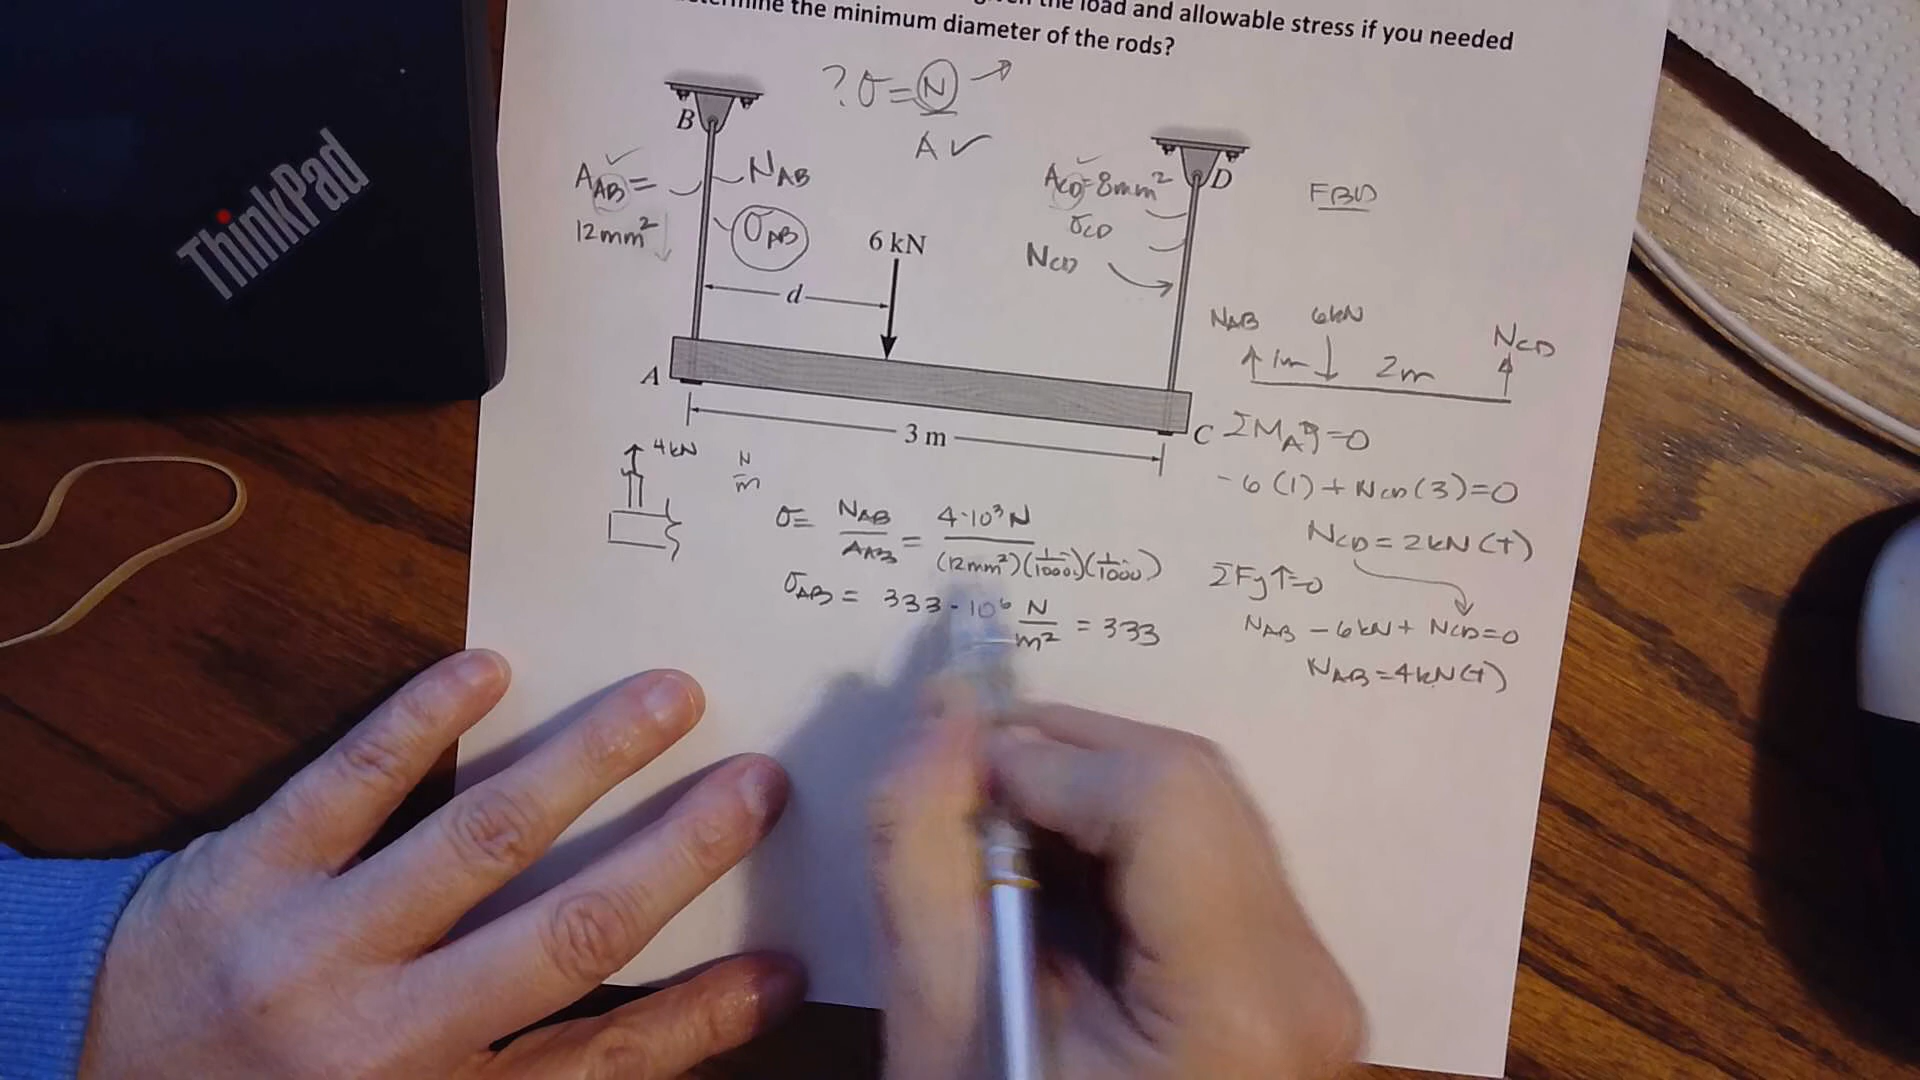 the load and allowable stress if you needed
the minimum diameter of the rods?
? σ = N
A ✓
B
A_AB =
12mm²
N_AB
σ_AB
6 kN
d
A_CD = 8mm²
D
σ_CD
N_CD
FBD
A
3 m
C
N_AB 6kN N_CD
1m 2m
ΣM_A = 0
-6 (1) + N_CD (3) = 0
N_CD = 2kN (T)
ΣFy ↑ = 0
N_AB - 6kN + N_CD = 0
N_AB = 4kN (T)
4kN
N
m
σ = N_AB / A_AB = 4·10³ N / (12mm²)(1/1000)(1/1000)
σ_AB = 333 · 10⁶ N/m² = 333
ThinkPad